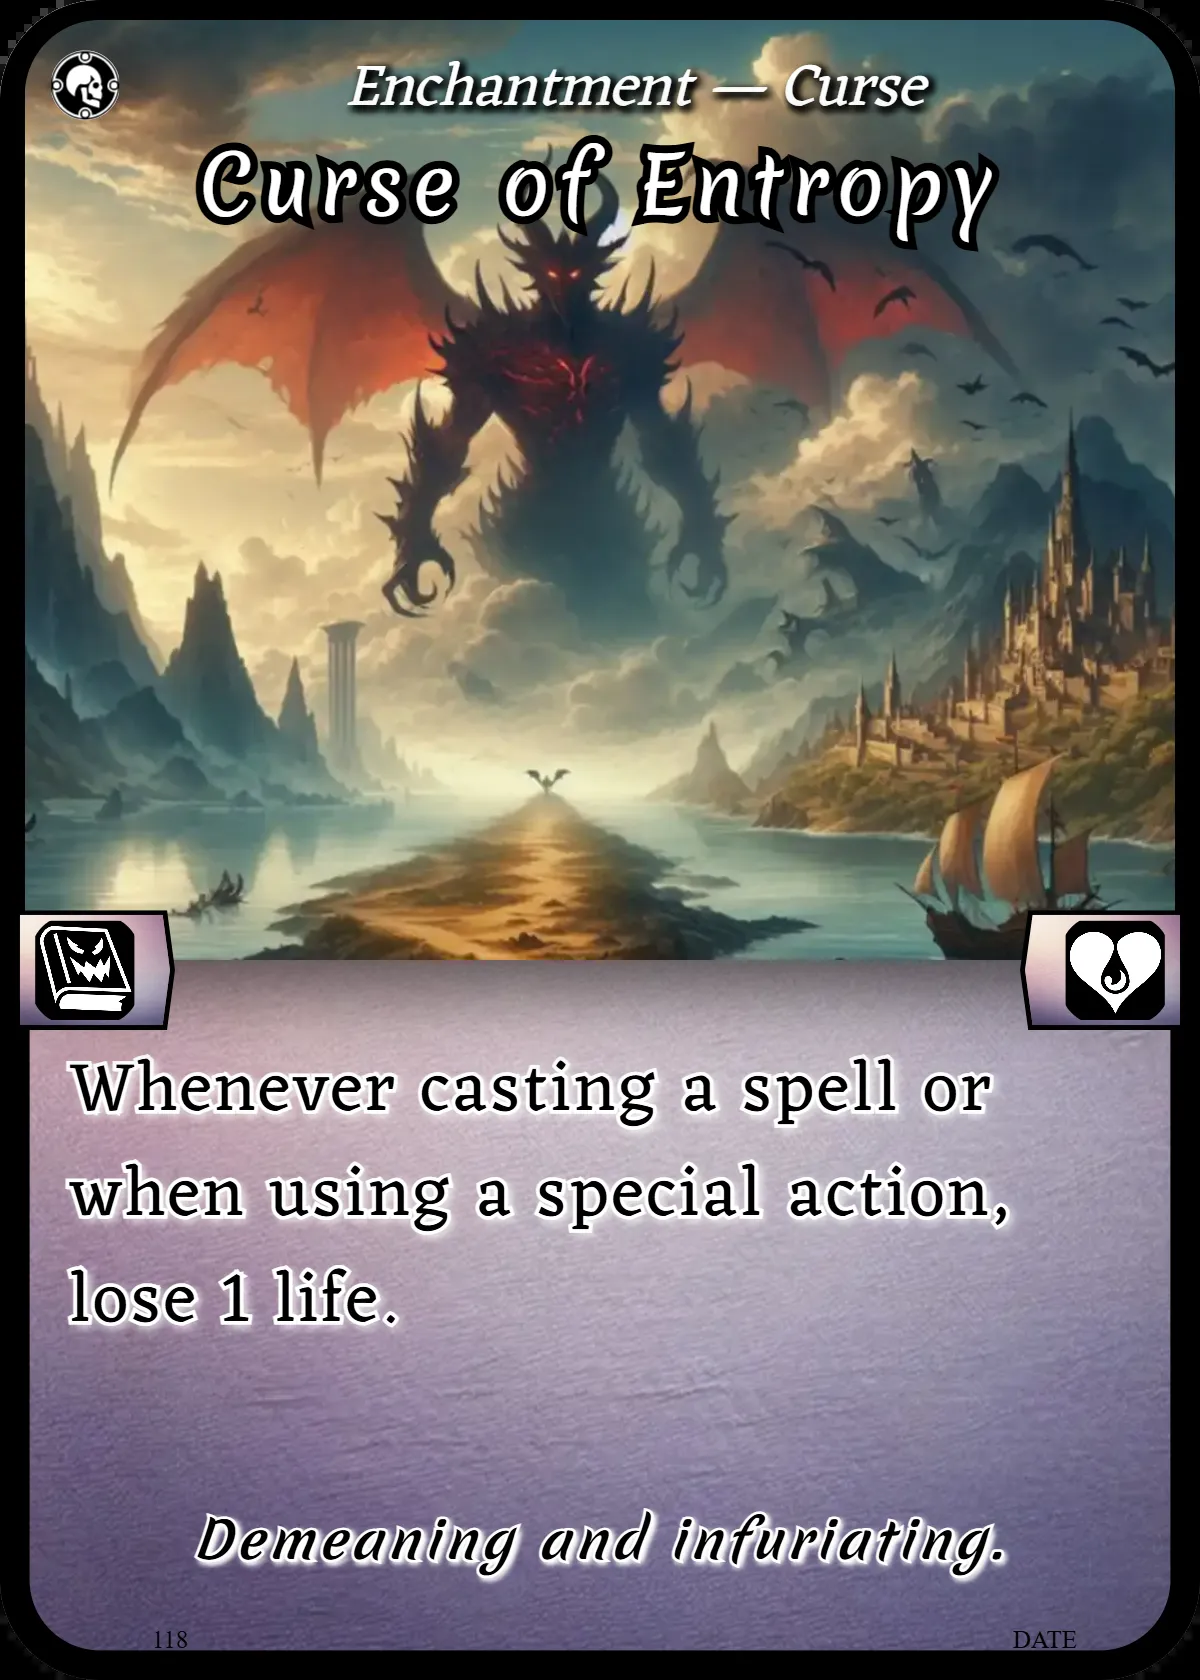 Enchantment — Curse
Curse of Entropy
Whenever casting a spell or
when using a special action,
lose 1 life.
Demeaning and infuriating.
118 DATE